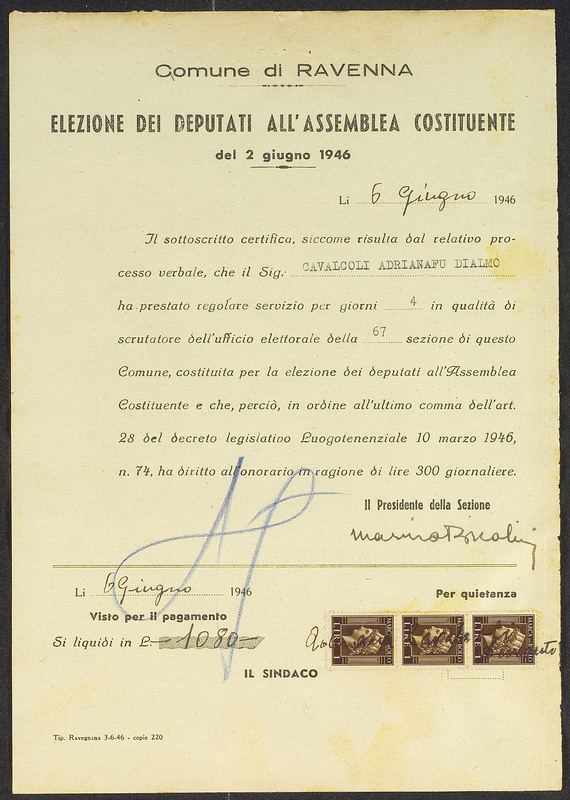 Comune di RAVENNA
ELEZIONE DEI DEPUTATI ALL'ASSEMBLEA COSTITUENTE
del 2 giugno 1946
Li 6 Giugno 1946
Il sottoscritto certifica, siccome risulta dal relativo pro-
cesso verbale, che il Sig. CAVALCOLI ADRIANAFU DIALMO
ha prestato regolare servizio per giorni 4 in qualità di
scrutatore dell'ufficio elettorale della 67 sezione di questo
Comune, costituita per la elezione dei deputati all'Assemblea
Costituente e che, perciò, in ordine all'ultimo comma dell'art.
28 del decreto legislativo Luogotenenziale 10 marzo 1946,
n. 74, ha diritto all'onorario in ragione di lire 300 giornaliere.
Il Presidente della Sezione
Li 6 Giugno 1946
Per quietanza
Visto per il pagamento
Si liquidi in L. -1080-
IL SINDACO
Tip. Ravegnana 3-6-46 - copie 220